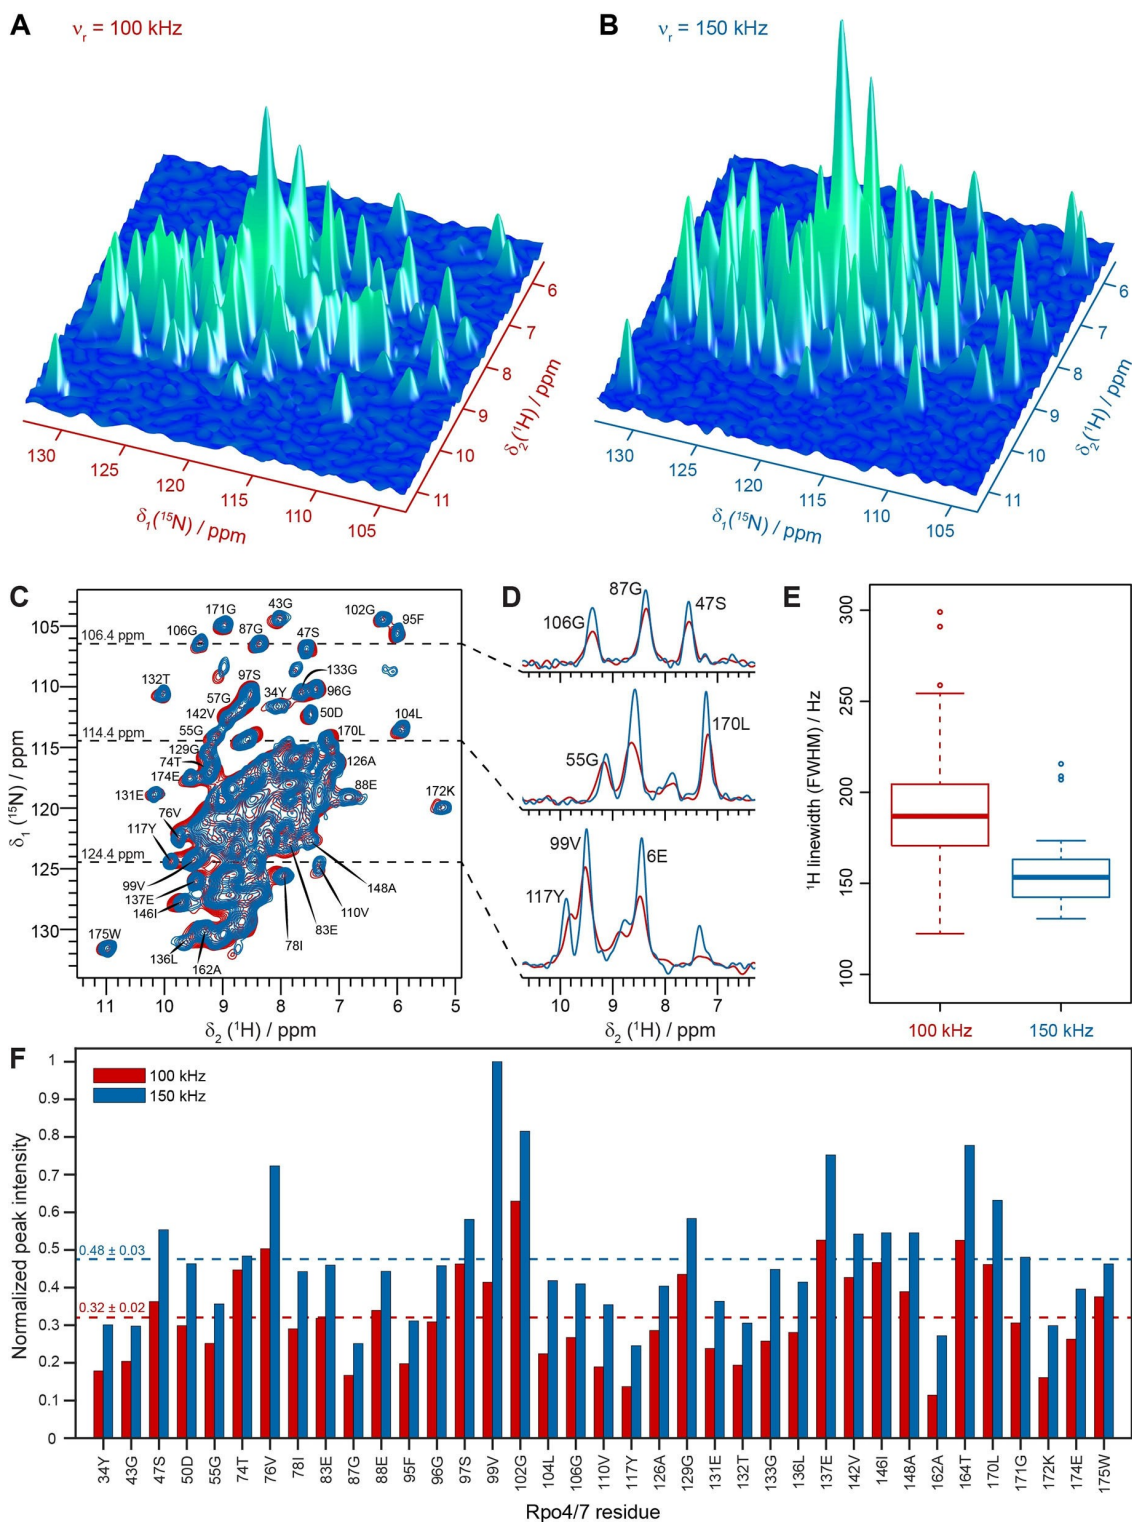 A
νr = 100 kHz
B
νr = 150 kHz
130
125
120
115
110
105
δ1(15N) / ppm
6
7
8
9
10
11
δ2(1H) / ppm
130
125
120
115
110
105
δ1(15N) / ppm
6
7
8
9
10
11
δ2(1H) / ppm
C
105
110
115
120
125
130
δ1 (15N) / ppm
106.4 ppm
114.4 ppm
124.4 ppm
171G
43G
102G
95F
106G
87G
47S
132T
97S
133G
57G
34Y
96G
142V
50D
104L
55G
170L
129G
74T
126A
174E
88E
131E
172K
76V
117Y
99V
148A
137E
110V
146I
83E
78I
175W
136L
162A
11
10
9
8
7
6
5
δ2 (1H) / ppm
D
87G
106G
47S
170L
55G
99V
6E
117Y
10
9
8
7
δ2 (1H) / ppm
E
300
250
200
150
100
1H linewidth (FWHM) / Hz
100 kHz
150 kHz
F
100 kHz
150 kHz
1
0.9
0.8
0.7
0.6
0.5
0.4
0.3
0.2
0.1
0
Normalized peak intensity
0.48 ± 0.03
0.32 ± 0.02
34Y
43G
47S
50D
55G
74T
76V
78I
83E
87G
88E
95F
96G
97S
99V
102G
104L
106G
110V
117Y
126A
129G
131E
132T
133G
136L
137E
142V
146I
148A
162A
164T
170L
171G
172K
174E
175W
Rpo4/7 residue